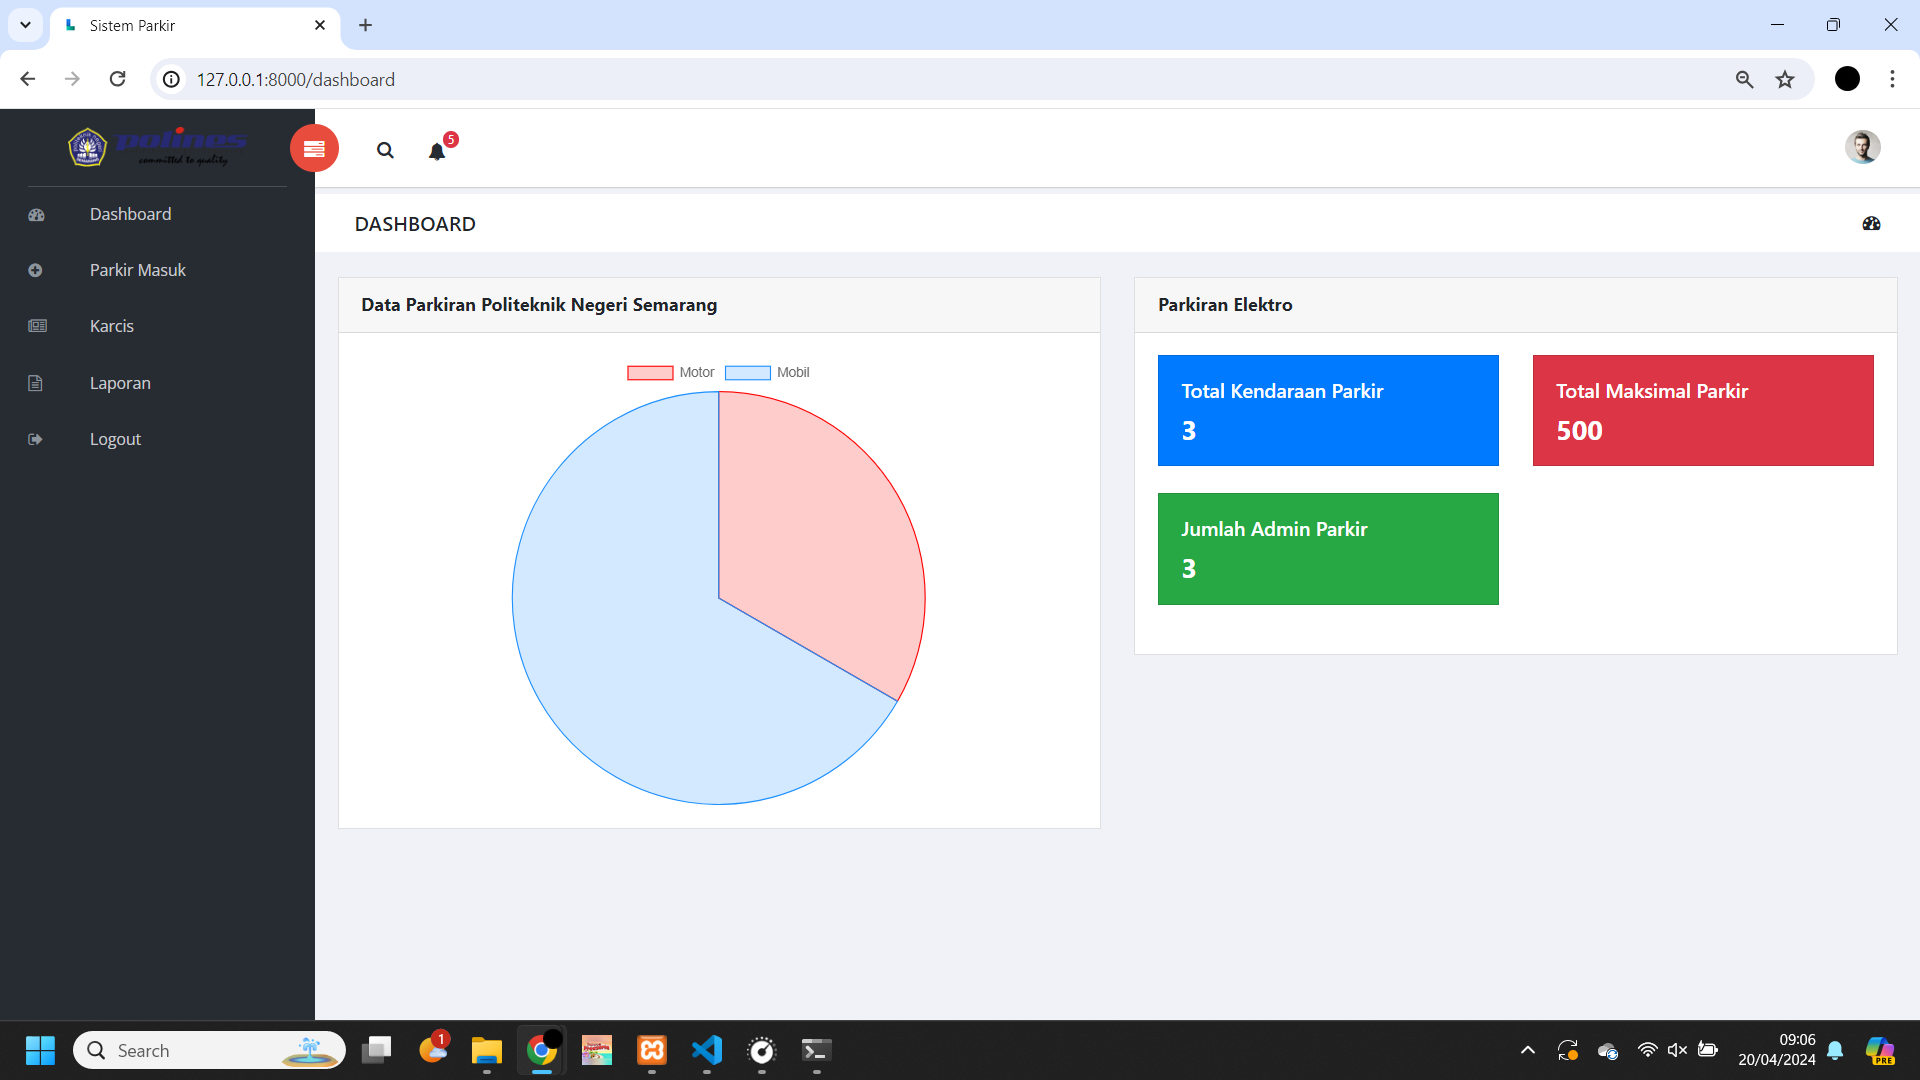 Sistem Parkir
127.0.0.1:8000/dashboard
polines
committed to quality
5
Dashboard
Parkir Masuk
Karcis
Laporan
Logout
DASHBOARD
Data Parkiran Politeknik Negeri Semarang
Motor Mobil
Parkiran Elektro
Total Kendaraan Parkir
3
Total Maksimal Parkir
500
Jumlah Admin Parkir
3
Search
1
09:06
20/04/2024
PRE